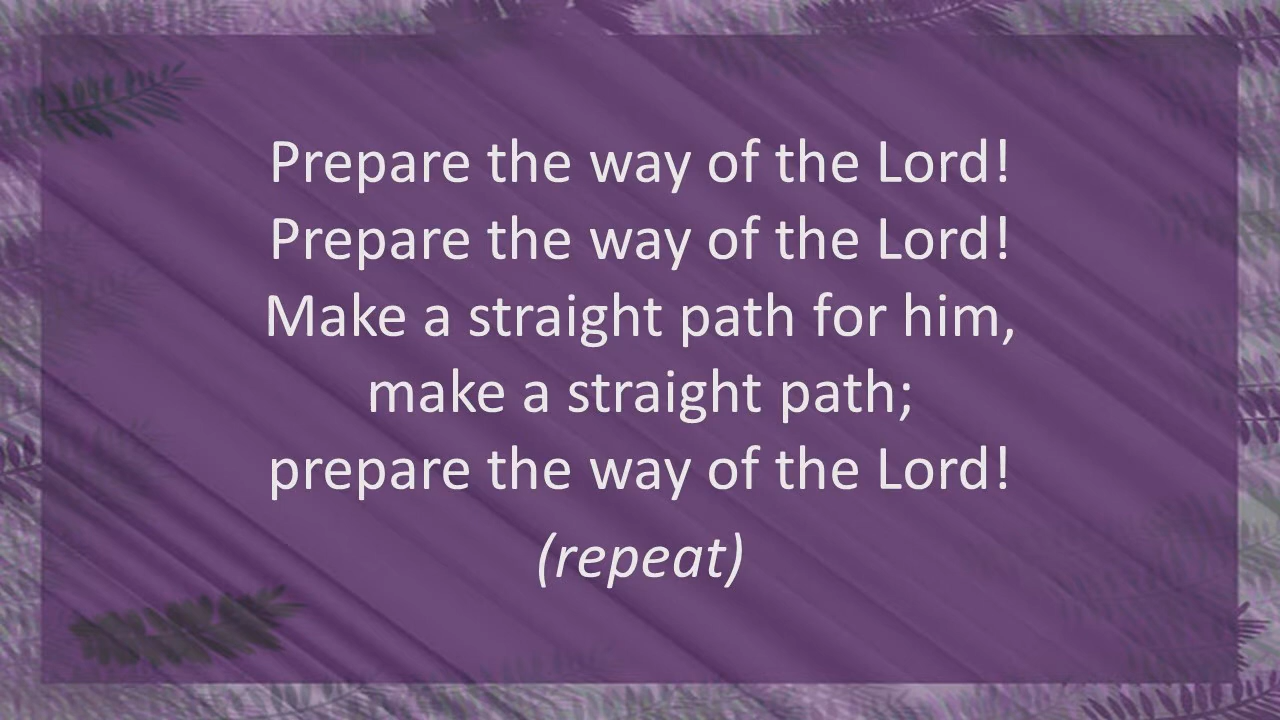 Prepare the way of the Lord!
Prepare the way of the Lord!
Make a straight path for him,
make a straight path;
prepare the way of the Lord!
(repeat)